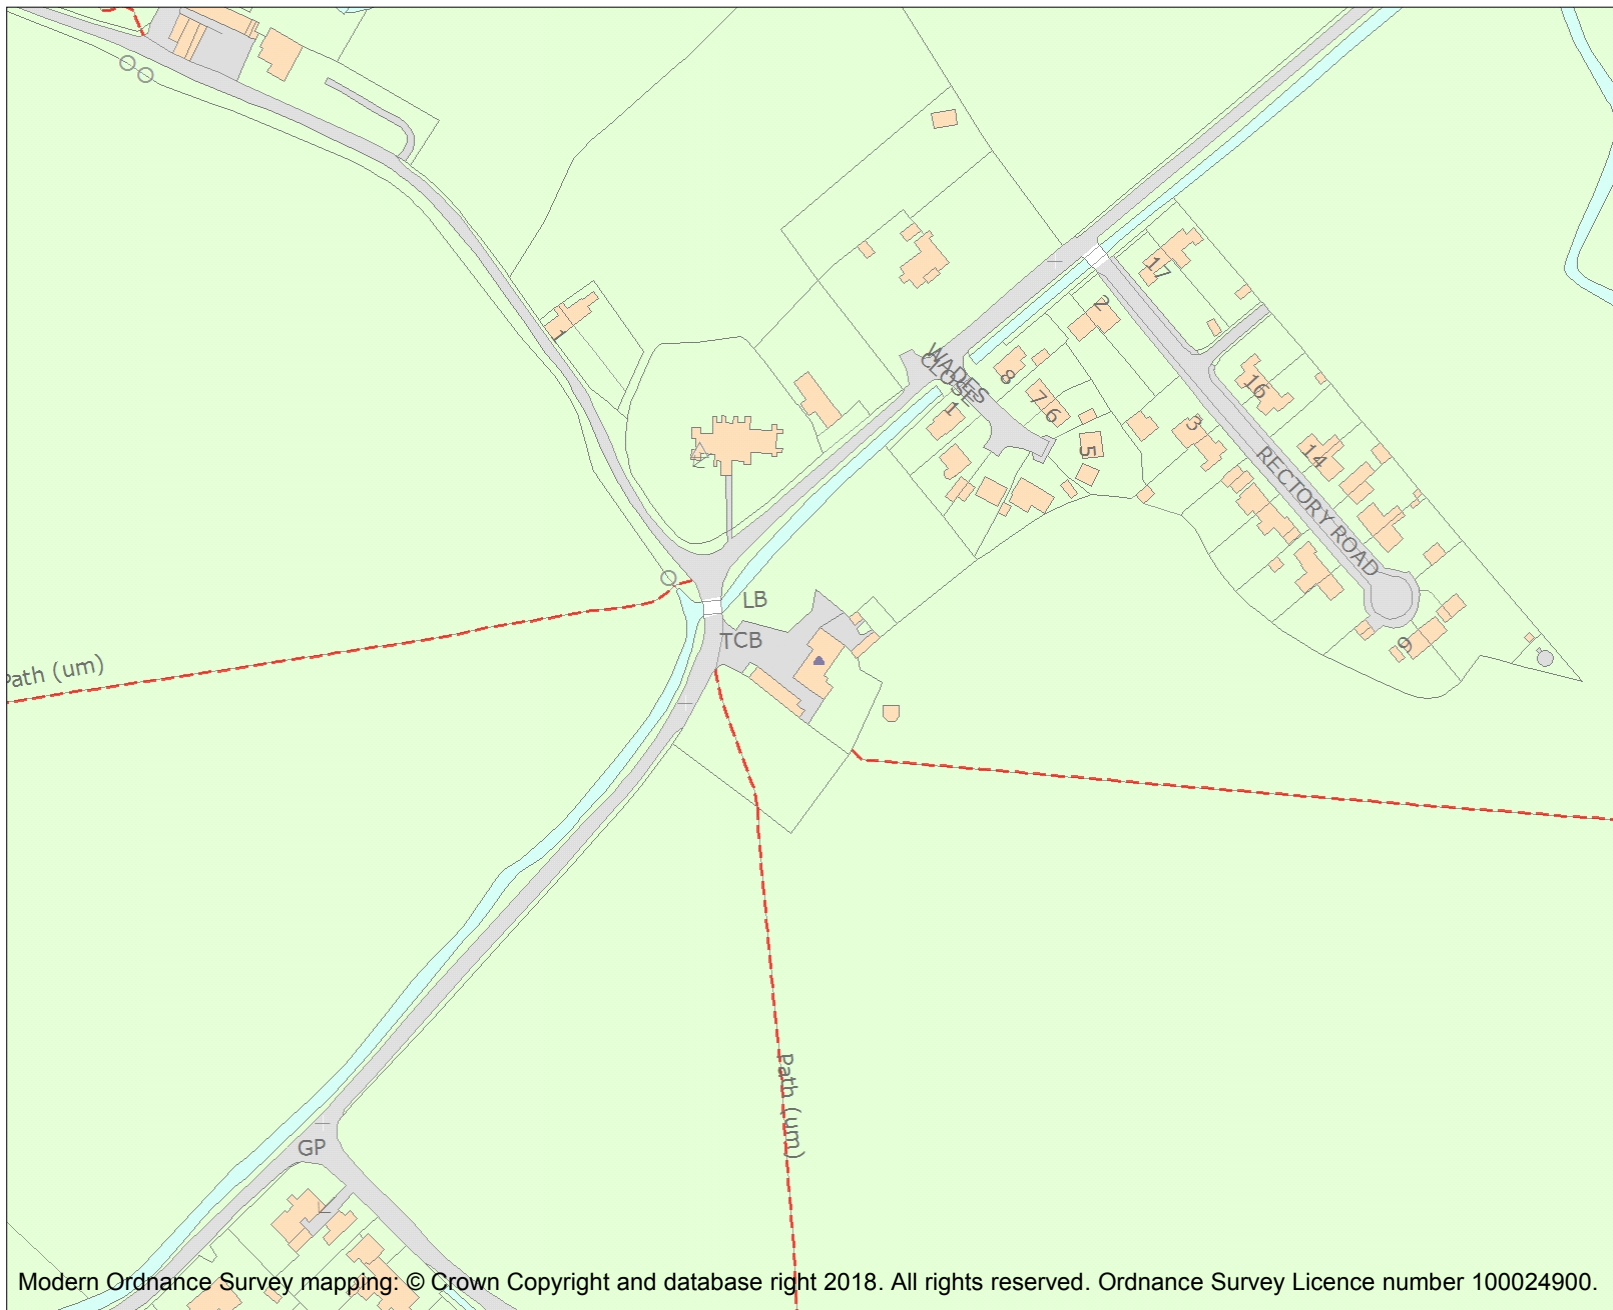 17
2
WADES
CLOSE
8
1
7
6
1
16
3
5
14
RECTORY ROAD
LB
TCB
9
Path (um)
Path (um)
GP
Modern Ordnance Survey mapping: © Crown Copyright and database right 2018. All rights reserved. Ordnance Survey Licence number 100024900.